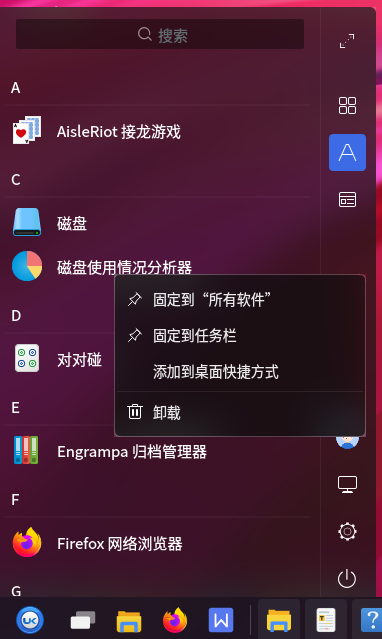 搜索
A
AisleRiot 接龙游戏
C
磁盘
磁盘使用情况分析器
固定到“所有软件”
D
固定到任务栏
对对碰
添加到桌面快捷方式
E
卸载
Engrampa 归档管理器
F
Firefox 网络浏览器
G